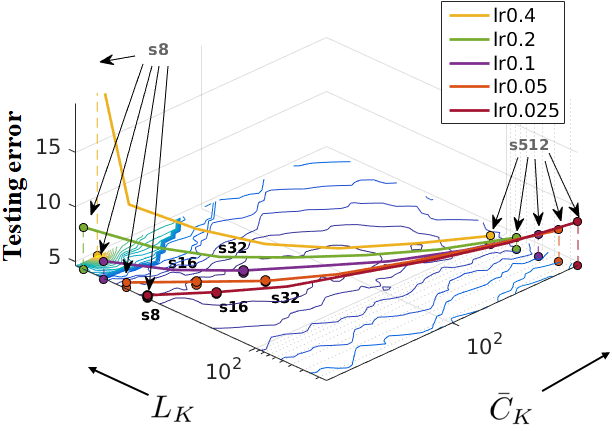 lr0.4
lr0.2
lr0.1
lr0.05
lr0.025
s8
s512
Testing error
15
10
5
s16
s32
s8
s16
s32
10²
10²
L_K
C̄_K